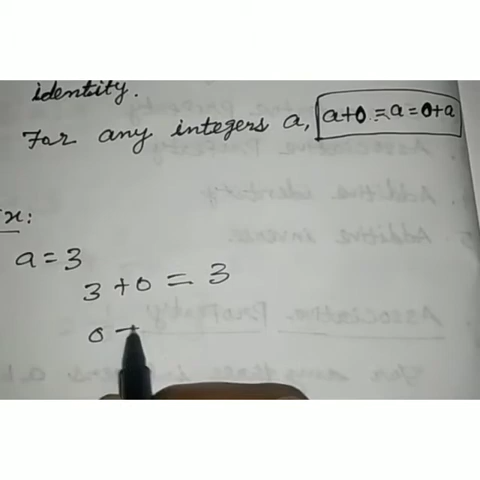 identity.
For any integers a, a+0=a=0+a
Ex:
a=3
3+0=3
0+